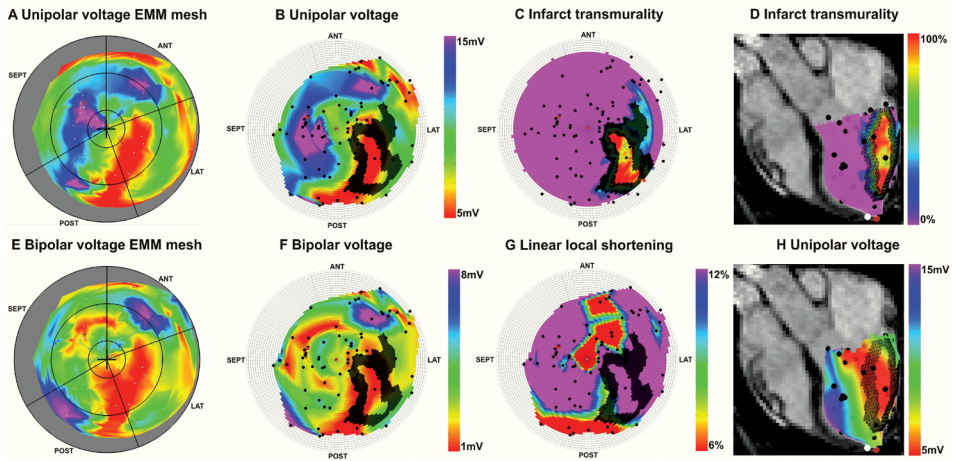 A Unipolar voltage EMM mesh
B Unipolar voltage
C Infarct transmurality
D Infarct transmurality
ANT
SEPT
LAT
POST
ANT
SEPT
LAT
POST
15mV
5mV
ANT
SEPT
LAT
POST
100%
0%
E Bipolar voltage EMM mesh
F Bipolar voltage
G Linear local shortening
H Unipolar voltage
ANT
SEPT
LAT
POST
ANT
SEPT
LAT
POST
8mV
1mV
ANT
SEPT
LAT
POST
12%
6%
15mV
5mV